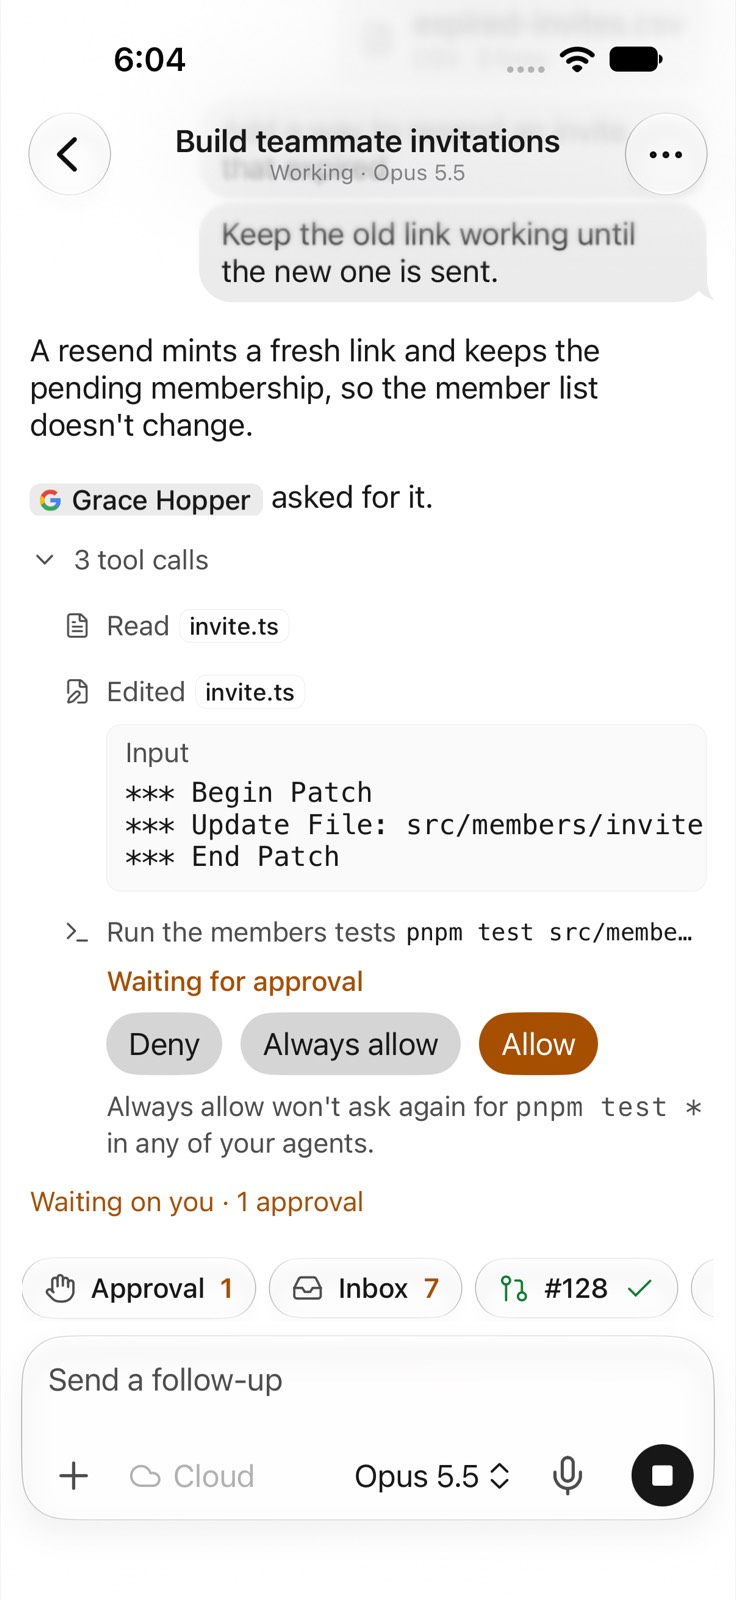 6:04
Build teammate invitations
Working · Opus 5.5
Keep the old link working until
the new one is sent.
A resend mints a fresh link and keeps the
pending membership, so the member list
doesn't change.
Grace Hopper asked for it.
3 tool calls
Read invite.ts
Edited invite.ts
Input
*** Begin Patch
*** Update File: src/members/invite
*** End Patch
Run the members tests pnpm test src/membe…
Waiting for approval
Deny Always allow Allow
Always allow won't ask again for pnpm test *
in any of your agents.
Waiting on you · 1 approval
Approval 1 Inbox 7 #128
Send a follow-up
Cloud Opus 5.5